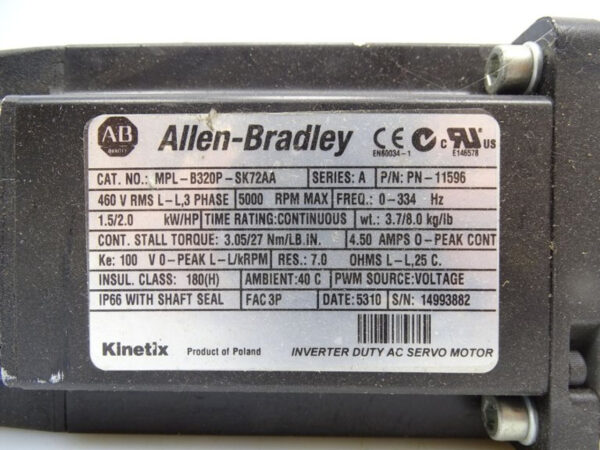 AB
QUALITY
Allen-Bradley
CE
EN60034-1
C US
E146578
CAT. NO.: MPL-B320P-SK72AA SERIES: A P/N: PN-11596
460 V RMS L-L,3 PHASE 5000 RPM MAX FREQ.: 0-334 Hz
1.5/2.0 kW/HP TIME RATING:CONTINUOUS wt.: 3.7/8.0 kg/lb
CONT. STALL TORQUE: 3.05/27 Nm/LB.IN. 4.50 AMPS 0-PEAK CONT
Ke: 100 V 0-PEAK L-L/kRPM RES.: 7.0 OHMS L-L,25 C.
INSUL. CLASS: 180(H) AMBIENT:40 C PWM SOURCE:VOLTAGE
IP66 WITH SHAFT SEAL FAC 3P DATE: 5310 S/N: 14993882
Kinetix Product of Poland INVERTER DUTY AC SERVO MOTOR